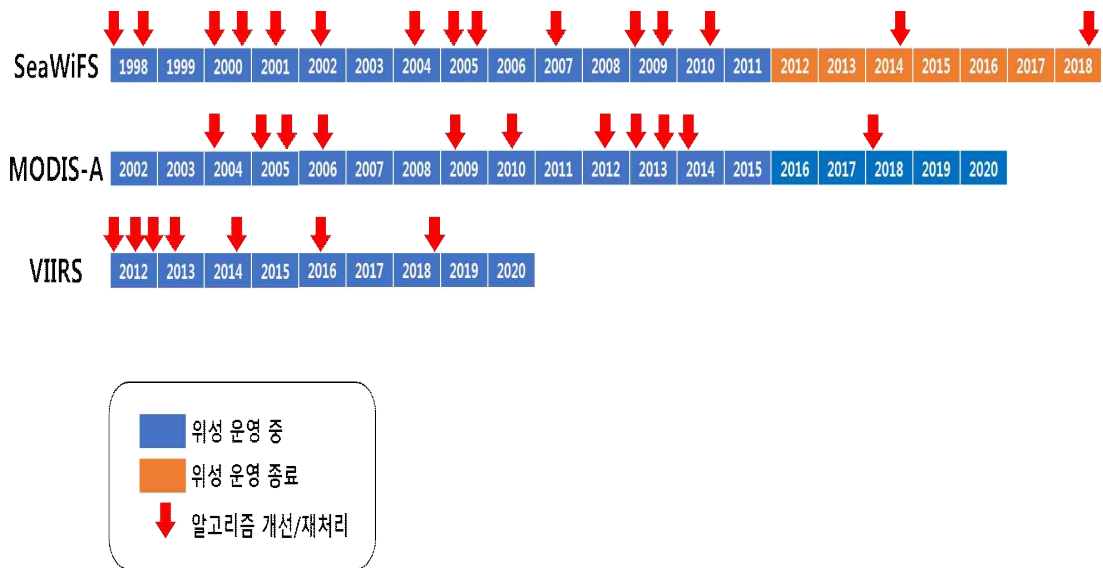 SeaWiFS 1998 1999 2000 2001 2002 2003 2004 2005 2006 2007 2008 2009 2010 2011 2012 2013 2014 2015 2016 2017 2018
MODIS-A 2002 2003 2004 2005 2006 2007 2008 2009 2010 2011 2012 2013 2014 2015 2016 2017 2018 2019 2020
VIIRS 2012 2013 2014 2015 2016 2017 2018 2019 2020
위성 운영 중
위성 운영 종료
알고리즘 개선/재처리